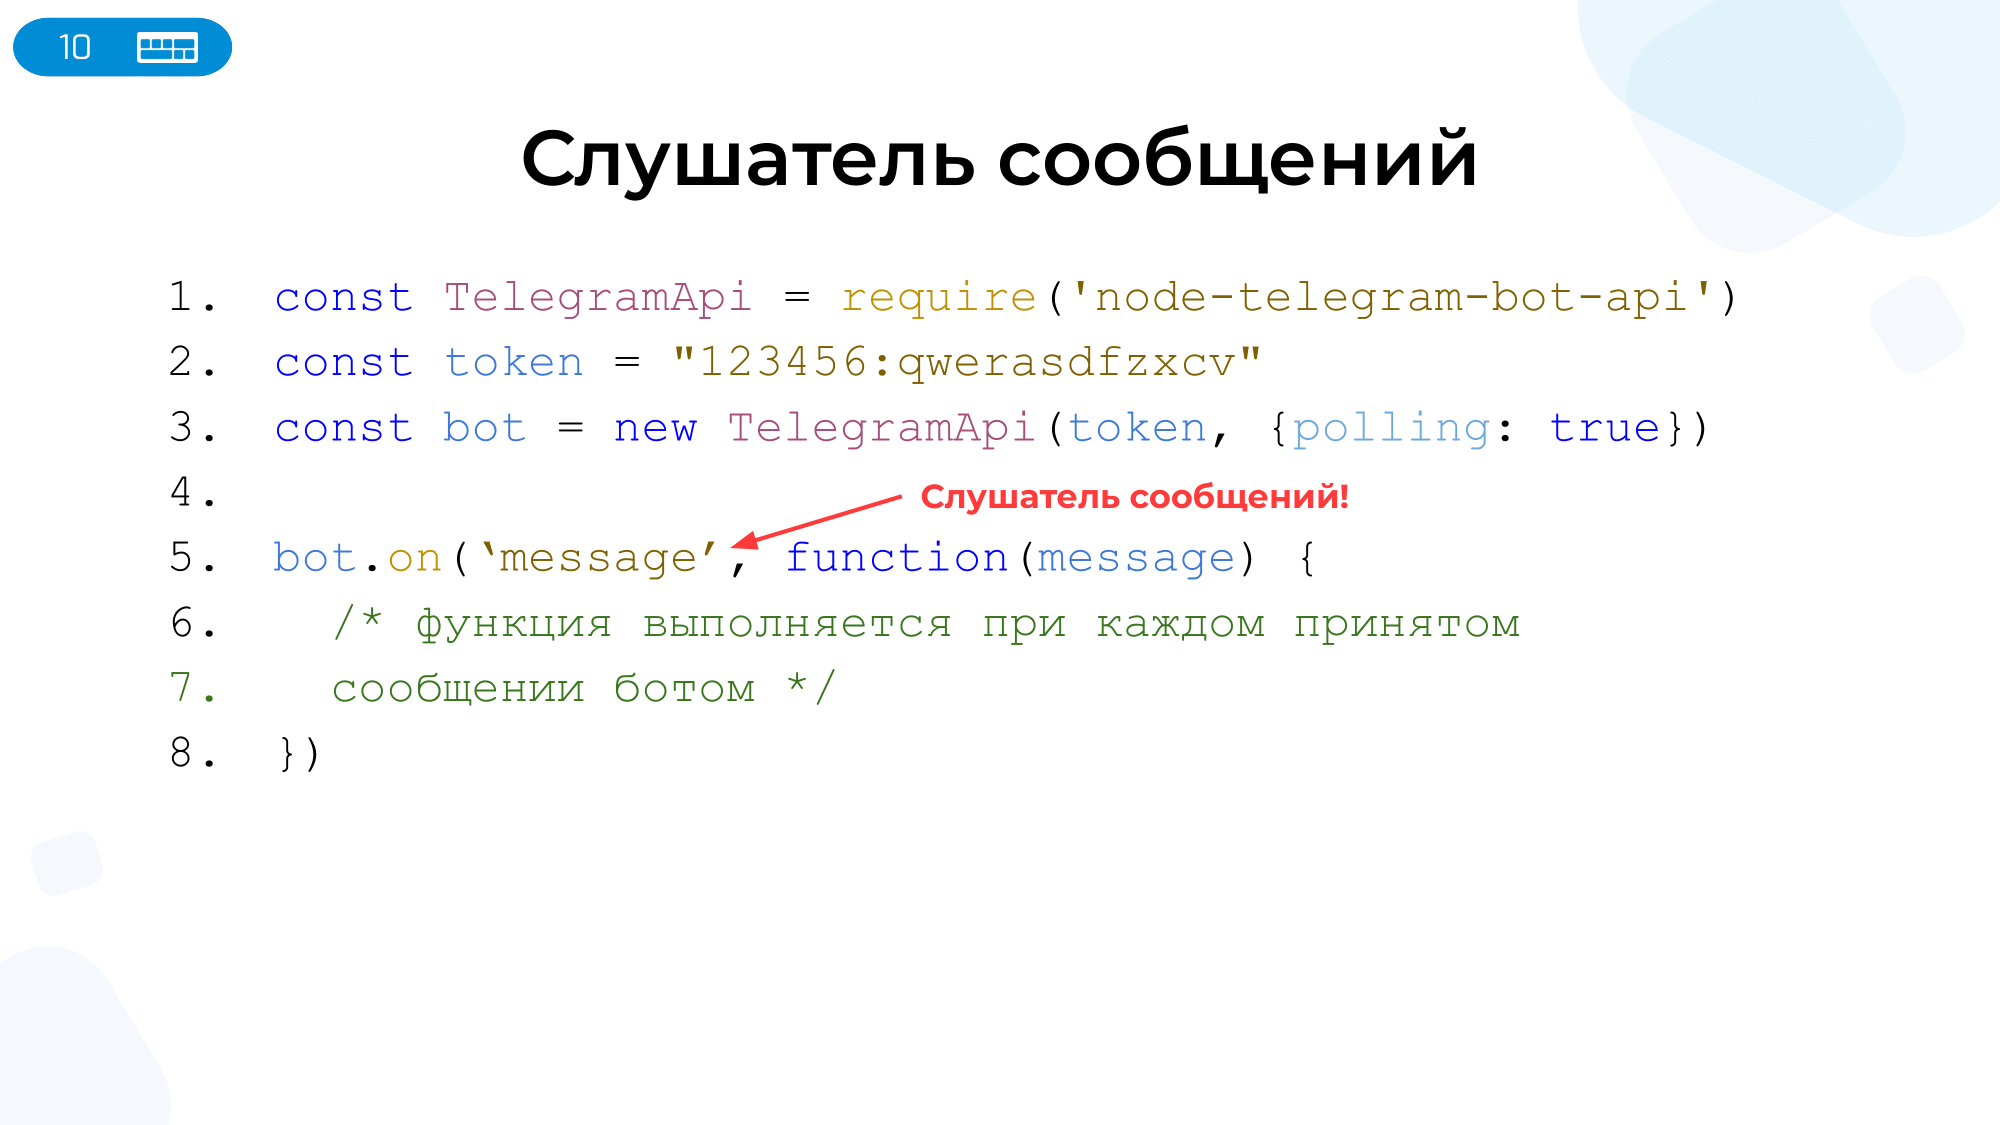 10
Слушатель сообщений
1. const TelegramApi = require('node-telegram-bot-api')
2. const token = "123456:qwerasdfzxcv"
3. const bot = new TelegramApi(token, {polling: true})
4.
Слушатель сообщений!
5. bot.on(‘message’, function(message) {
6. /* функция выполняется при каждом принятом
7. сообщении ботом */
8. })